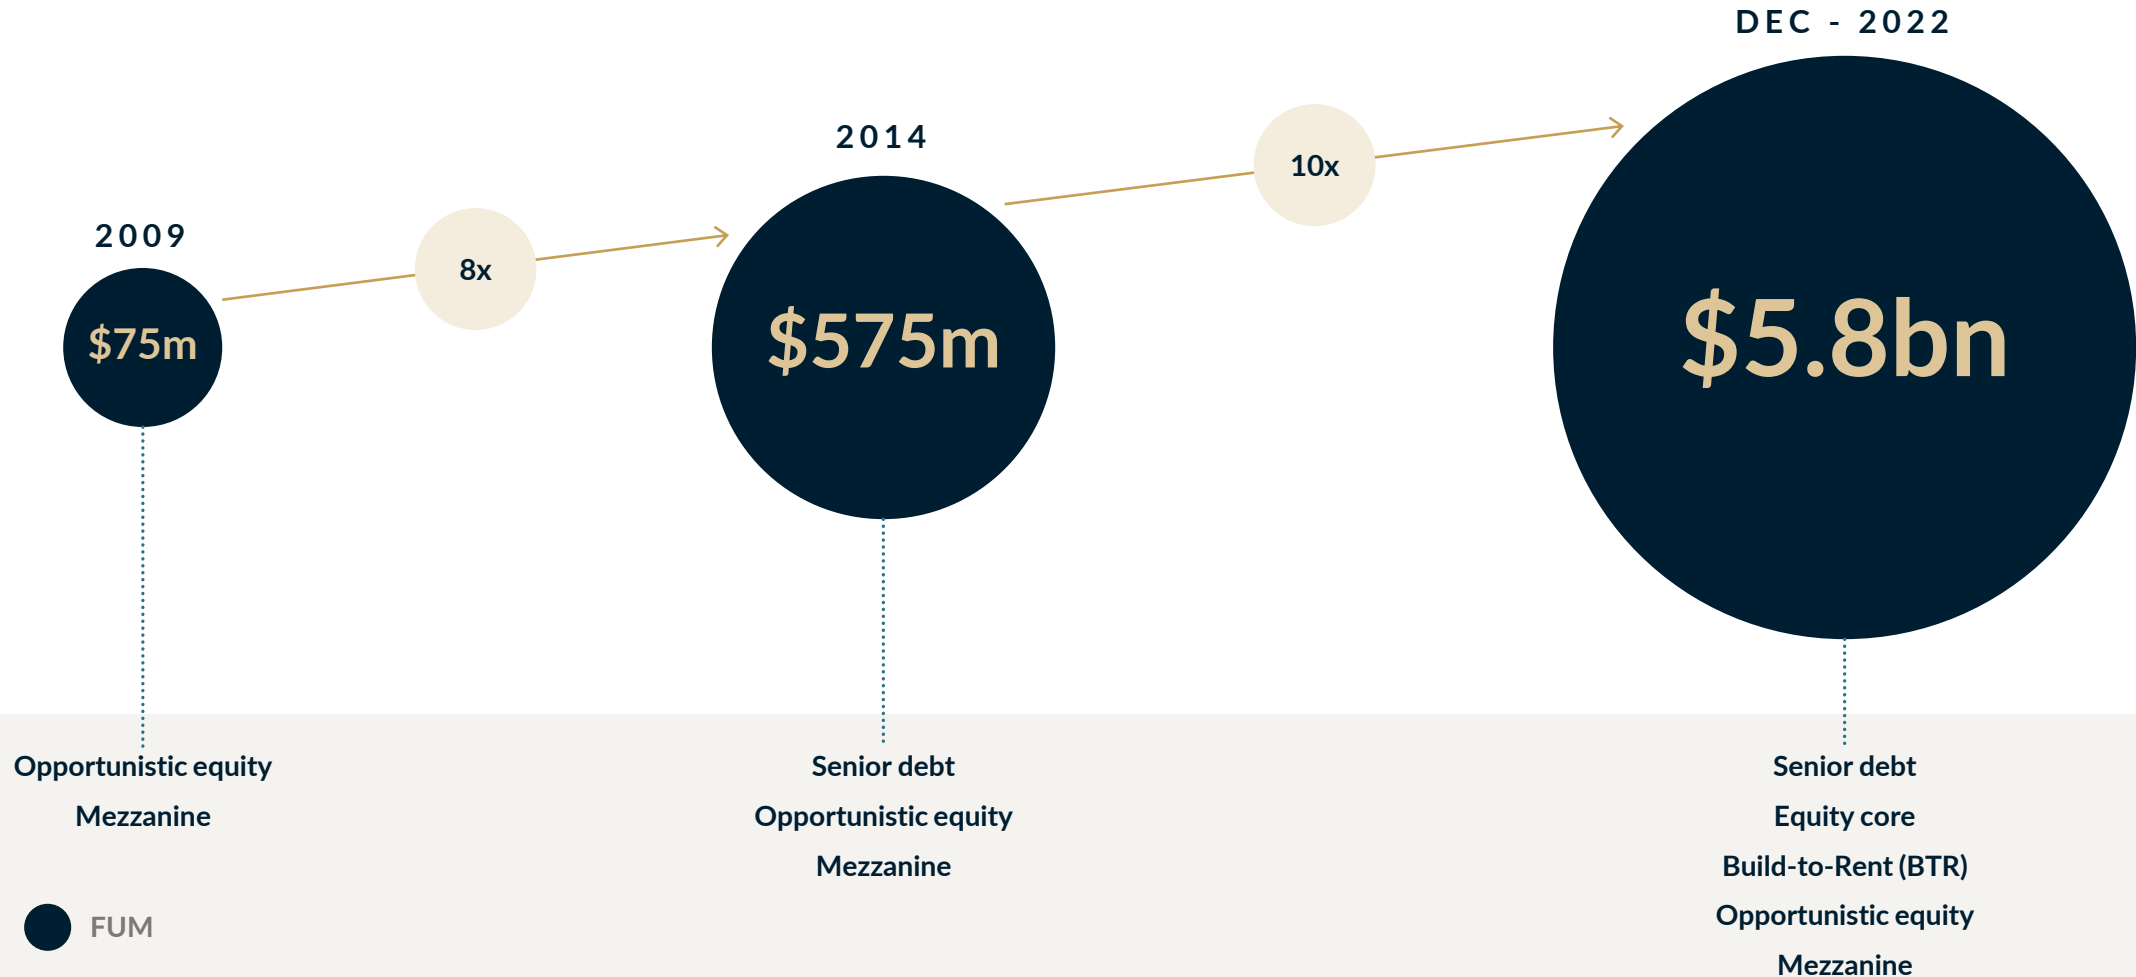 2009
$75m
Opportunistic equity
Mezzanine
8x
2014
$575m
Senior debt
Opportunistic equity
Mezzanine
10x
DEC - 2022
$5.8bn
Senior debt
Equity core
Build-to-Rent (BTR)
Opportunistic equity
Mezzanine
FUM